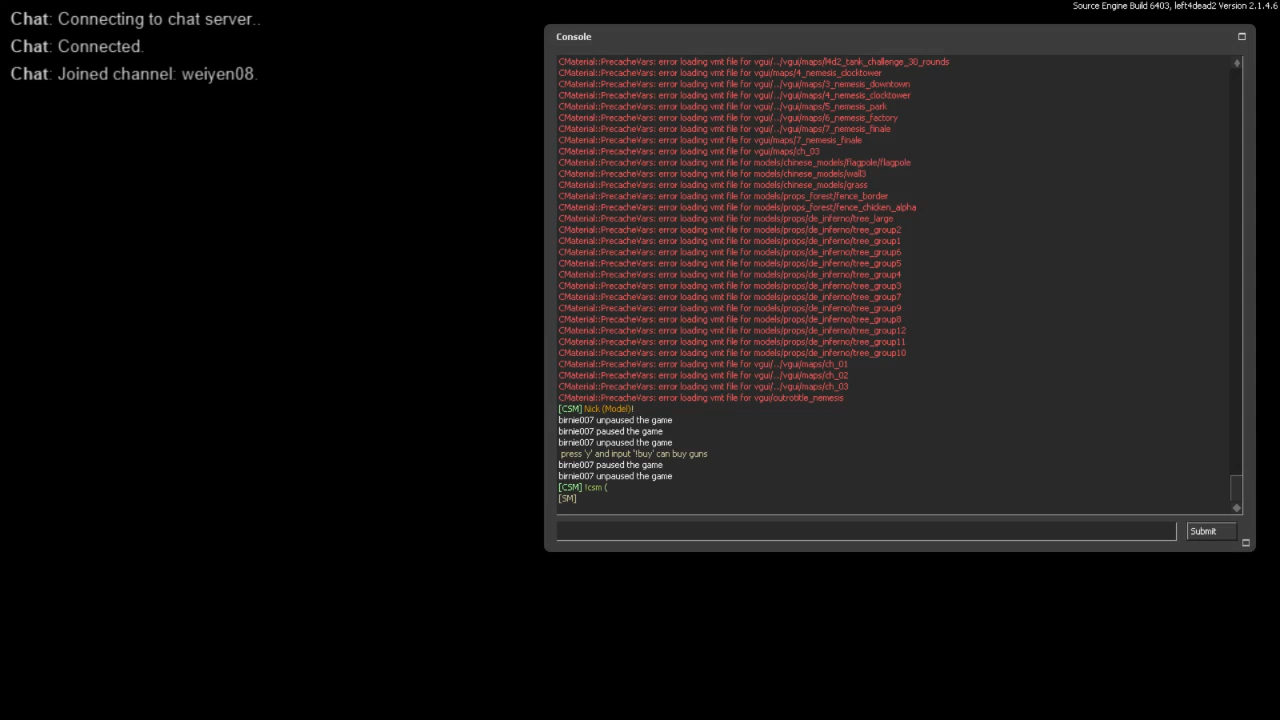 Chat: Connecting to chat server..
Chat: Connected.
Chat: Joined channel: weiyen08.
Source Engine Build 6403, left4dead2 Version 2.1.4.6
Console
CMaterial::PrecacheVars: error loading vmt file for vgui/../vgui/maps/l4d2_tank_challenge_30_rounds
CMaterial::PrecacheVars: error loading vmt file for vgui/maps/4_nemesis_clocktower
CMaterial::PrecacheVars: error loading vmt file for vgui/../vgui/maps/3_nemesis_downtown
CMaterial::PrecacheVars: error loading vmt file for vgui/../vgui/maps/4_nemesis_clocktower
CMaterial::PrecacheVars: error loading vmt file for vgui/../vgui/maps/5_nemesis_park
CMaterial::PrecacheVars: error loading vmt file for vgui/../vgui/maps/6_nemesis_factory
CMaterial::PrecacheVars: error loading vmt file for vgui/../vgui/maps/7_nemesis_finale
CMaterial::PrecacheVars: error loading vmt file for vgui/maps/7_nemesis_finale
CMaterial::PrecacheVars: error loading vmt file for vgui/maps/ch_03
CMaterial::PrecacheVars: error loading vmt file for models/chinese_models/flagpole/flagpole
CMaterial::PrecacheVars: error loading vmt file for models/chinese_models/wall3
CMaterial::PrecacheVars: error loading vmt file for models/chinese_models/grass
CMaterial::PrecacheVars: error loading vmt file for models/props_forest/fence_border
CMaterial::PrecacheVars: error loading vmt file for models/props_forest/fence_chicken_alpha
CMaterial::PrecacheVars: error loading vmt file for models/props/de_inferno/tree_large
CMaterial::PrecacheVars: error loading vmt file for models/props/de_inferno/tree_group2
CMaterial::PrecacheVars: error loading vmt file for models/props/de_inferno/tree_group1
CMaterial::PrecacheVars: error loading vmt file for models/props/de_inferno/tree_group6
CMaterial::PrecacheVars: error loading vmt file for models/props/de_inferno/tree_group5
CMaterial::PrecacheVars: error loading vmt file for models/props/de_inferno/tree_group4
CMaterial::PrecacheVars: error loading vmt file for models/props/de_inferno/tree_group3
CMaterial::PrecacheVars: error loading vmt file for models/props/de_inferno/tree_group7
CMaterial::PrecacheVars: error loading vmt file for models/props/de_inferno/tree_group9
CMaterial::PrecacheVars: error loading vmt file for models/props/de_inferno/tree_group8
CMaterial::PrecacheVars: error loading vmt file for models/props/de_inferno/tree_group12
CMaterial::PrecacheVars: error loading vmt file for models/props/de_inferno/tree_group11
CMaterial::PrecacheVars: error loading vmt file for models/props/de_inferno/tree_group10
CMaterial::PrecacheVars: error loading vmt file for vgui/../vgui/maps/ch_01
CMaterial::PrecacheVars: error loading vmt file for vgui/../vgui/maps/ch_02
CMaterial::PrecacheVars: error loading vmt file for vgui/../vgui/maps/ch_03
CMaterial::PrecacheVars: error loading vmt file for vgui/outrotitle_nemesis
[CSM] Nick (Model)!
birnie007 unpaused the game
birnie007 paused the game
birnie007 unpaused the game
press 'y' and input '!buy' can buy guns
birnie007 paused the game
birnie007 unpaused the game
[CSM] !csm (
[SM]
Submit